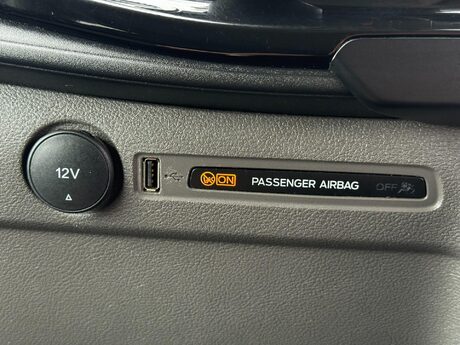 12V
ON PASSENGER AIRBAG OFF